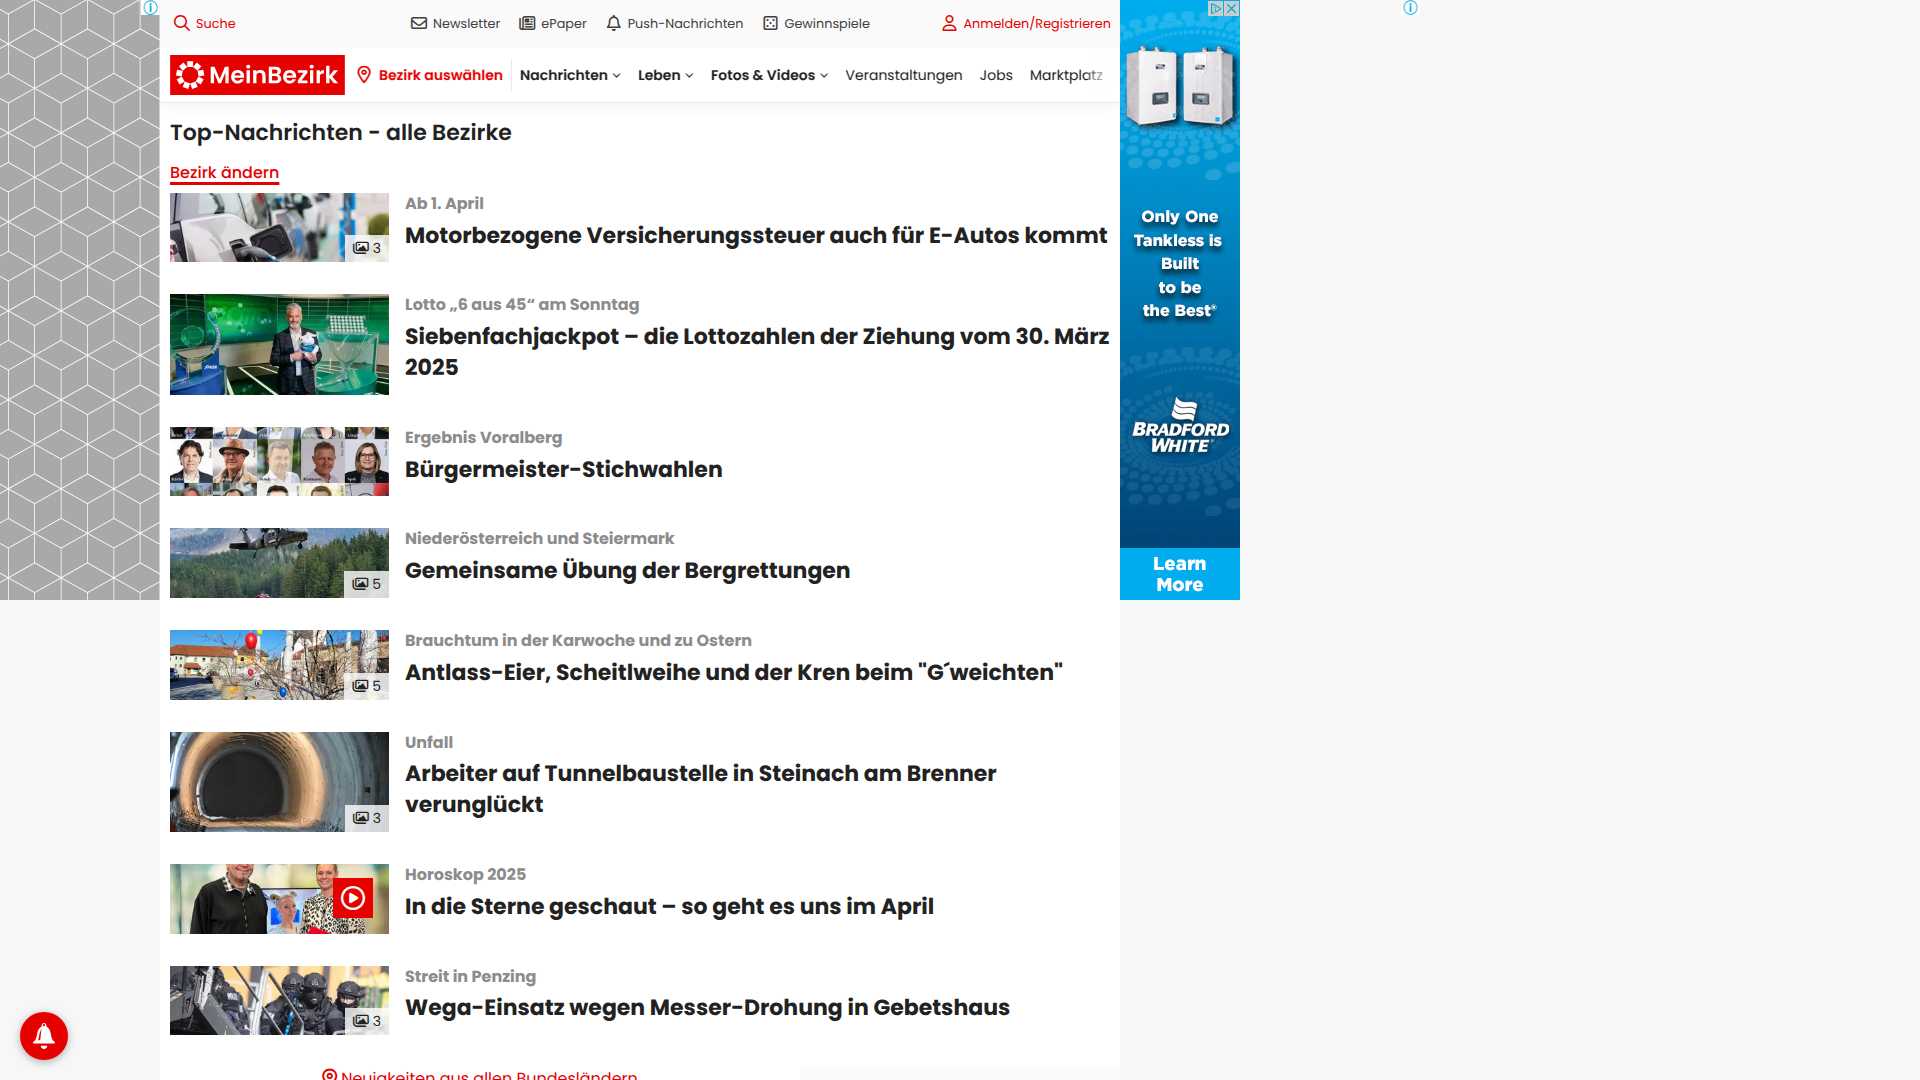 Suche
Newsletter
ePaper
Push-Nachrichten
Gewinnspiele
Anmelden/Registrieren
MeinBezirk
Bezirk auswählen
Nachrichten
Leben
Fotos & Videos
Veranstaltungen
Jobs
Marktplatz
Top-Nachrichten - alle Bezirke
Bezirk ändern
3
Ab 1. April
Motorbezogene Versicherungssteuer auch für E-Autos kommt
Lotto „6 aus 45“ am Sonntag
Siebenfachjackpot – die Lottozahlen der Ziehung vom 30. März
2025
Ergebnis Voralberg
Bürgermeister-Stichwahlen
5
Niederösterreich und Steiermark
Gemeinsame Übung der Bergrettungen
5
Brauchtum in der Karwoche und zu Ostern
Antlass-Eier, Scheitlweihe und der Kren beim "G´weichten"
3
Unfall
Arbeiter auf Tunnelbaustelle in Steinach am Brenner
verunglückt
Horoskop 2025
In die Sterne geschaut – so geht es uns im April
3
Streit in Penzing
Wega-Einsatz wegen Messer-Drohung in Gebetshaus
Neuigkeiten aus allen Bundesländern
Only One
Tankless is
Built
to be
the Best®
BRADFORD
WHITE
Learn
More